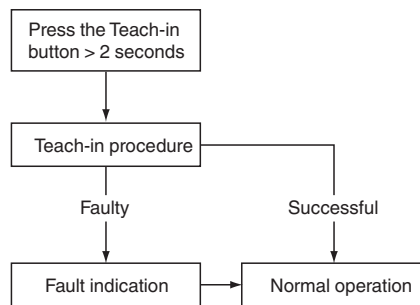 Press the Teach-in
button > 2 seconds
Teach-in procedure
Faulty
Successful
Fault indication
Normal operation